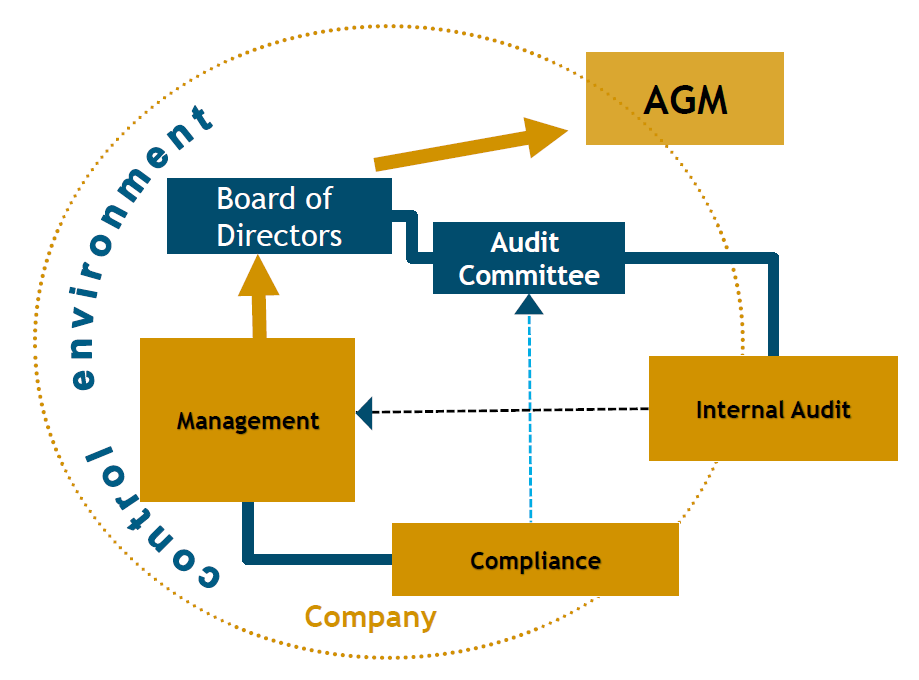 AGM
Board of
Directors
Audit
Committee
Management
Internal Audit
Compliance
control environment
Company